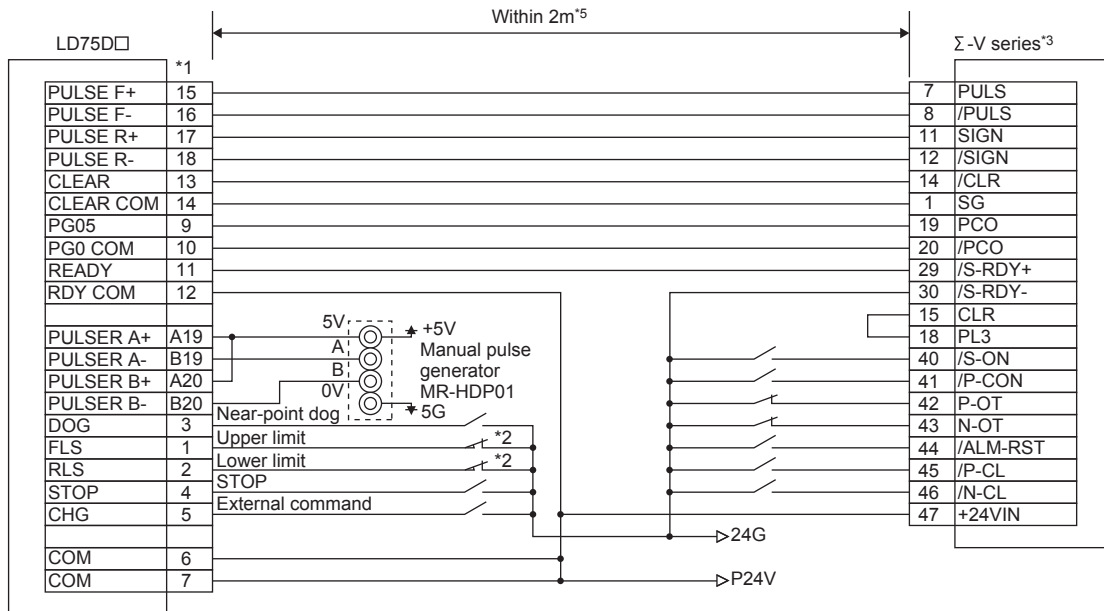 Within 2m*5
LD75D□
Σ-V series*3
*1
PULSE F+ 15 7 PULS
PULSE F- 16 8 /PULS
PULSE R+ 17 11 SIGN
PULSE R- 18 12 /SIGN
CLEAR 13 14 /CLR
CLEAR COM 14 1 SG
PG05 9 19 PCO
PG0 COM 10 20 /PCO
READY 11 29 /S-RDY+
RDY COM 12 30 /S-RDY-
15 CLR
PULSER A+ A19 5V +5V 18 PL3
PULSER A- B19 A Manual pulse 40 /S-ON
PULSER B+ A20 B generator 41 /P-CON
PULSER B- B20 0V MR-HDP01 42 P-OT
5G
DOG 3 Near-point dog 43 N-OT
FLS 1 Upper limit *2 44 /ALM-RST
RLS 2 Lower limit *2 45 /P-CL
STOP 4 STOP 46 /N-CL
CHG 5 External command 47 +24VIN
24G
COM 6
COM 7 P24V